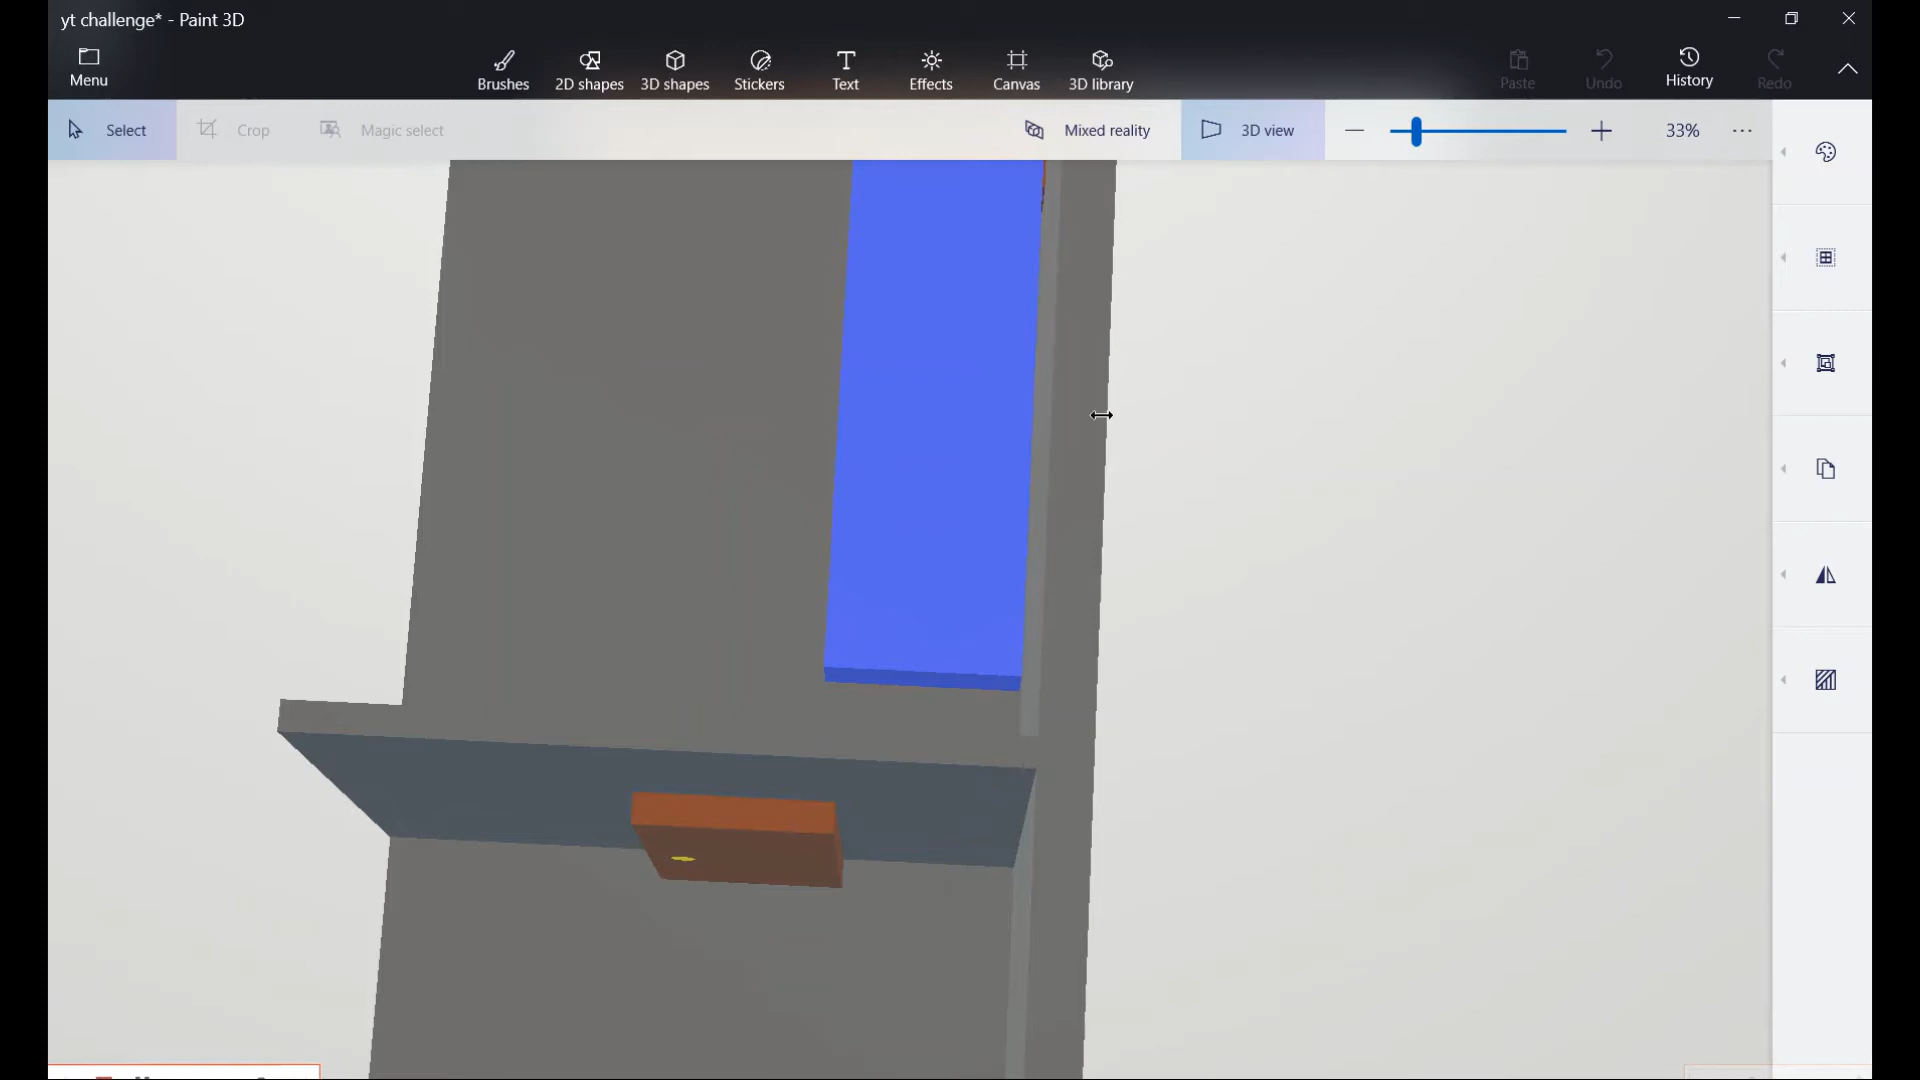 yt challenge* - Paint 3D
Menu
Brushes
2D shapes
3D shapes
Stickers
Text
Effects
Canvas
3D library
Paste
Undo
History
Redo
Select
Crop
Magic select
Mixed reality
3D view
33%